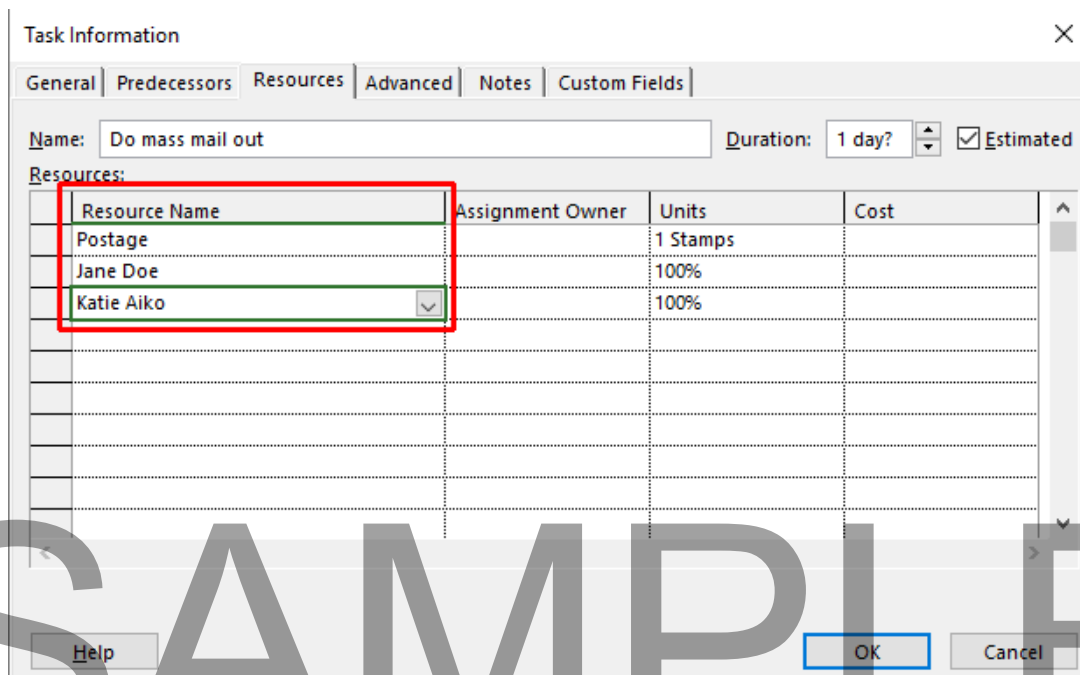 Task Information
General Predecessors Resources Advanced Notes Custom Fields
Name: Do mass mail out Duration: 1 day? Estimated
Resources:
Resource Name Assignment Owner Units Cost
Postage 1 Stamps
Jane Doe 100%
Katie Aiko 100%
SAMPLE
Help OK Cancel